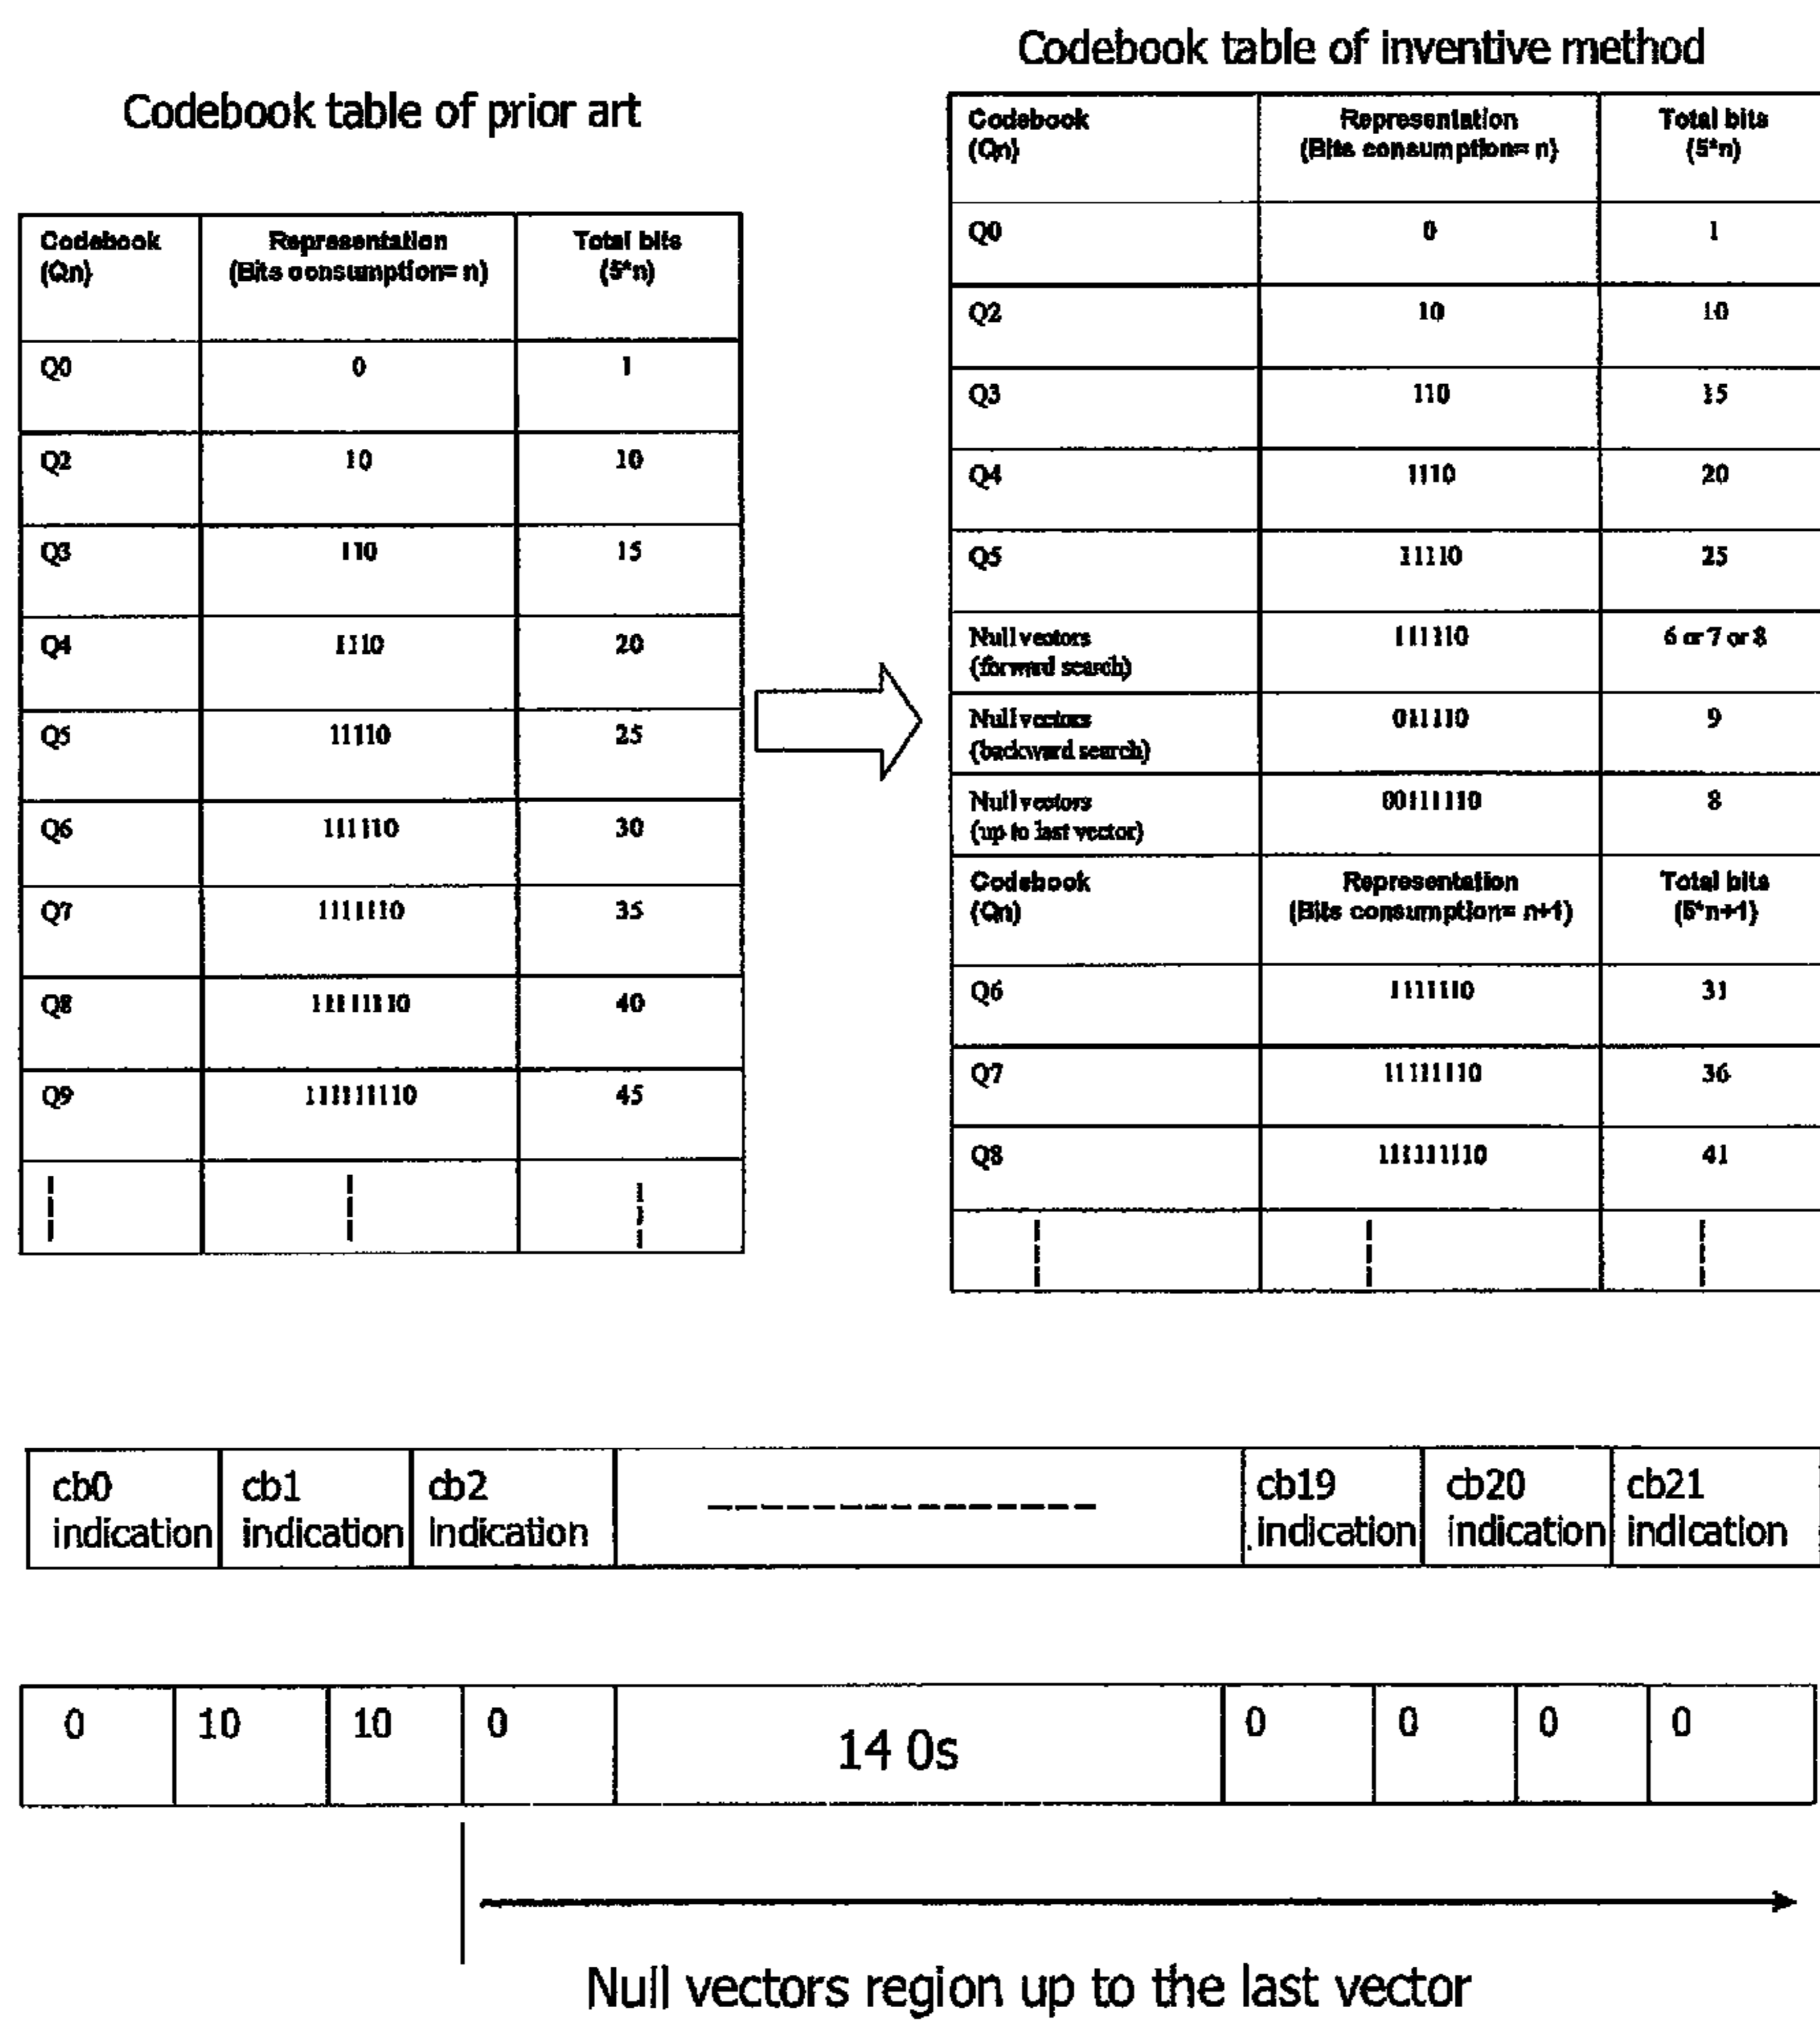 Codebook table of prior art
Codebook
(Qn)
Representation
(Bits consumption= n)
Total bits
(5*n)
Q0 0 1
Q2 10 10
Q3 110 15
Q4 1110 20
Q5 11110 25
Q6 111110 30
Q7 1111110 35
Q8 11111110 40
Q9 111111110 45
Codebook table of inventive method
Codebook
(Qn)
Representation
(Bits consumption= n)
Total bits
(5*n)
Q0 0 1
Q2 10 10
Q3 110 15
Q4 1110 20
Q5 11110 25
Null vectors
(forward search)
111110 6 or 7 or 8
Null vectors
(backward search)
011110 9
Null vectors
(up to last vector)
00111110 8
Codebook
(Qn)
Representation
(Bits consumption= n+1)
Total bits
(5*n+1)
Q6 1111110 31
Q7 11111110 36
Q8 111111110 41
cb0
indication
cb1
indication
cb2
indication
cb19
indication
cb20
indication
cb21
indication
0 10 10 0 14 0s 0 0 0 0
Null vectors region up to the last vector